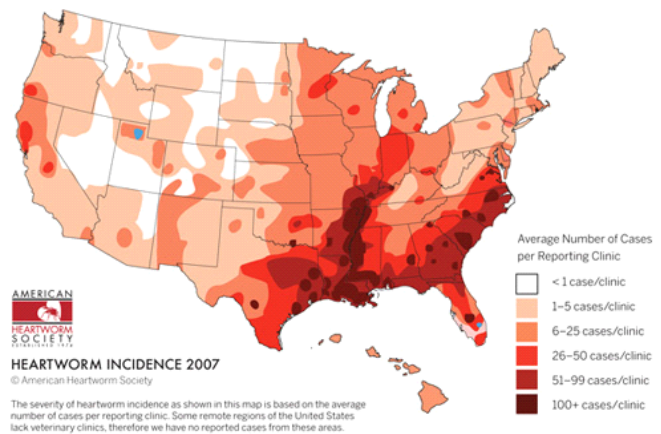 Average Number of Cases
per Reporting Clinic
< 1 case/clinic
1–5 cases/clinic
6–25 cases/clinic
26–50 cases/clinic
51–99 cases/clinic
100+ cases/clinic
AMERICAN
HEARTWORM
SOCIETY
ESTABLISHED 1974
HEARTWORM INCIDENCE 2007
© American Heartworm Society
The severity of heartworm incidence as shown in this map is based on the average
number of cases per reporting clinic. Some remote regions of the United States
lack veterinary clinics, therefore we have no reported cases from these areas.